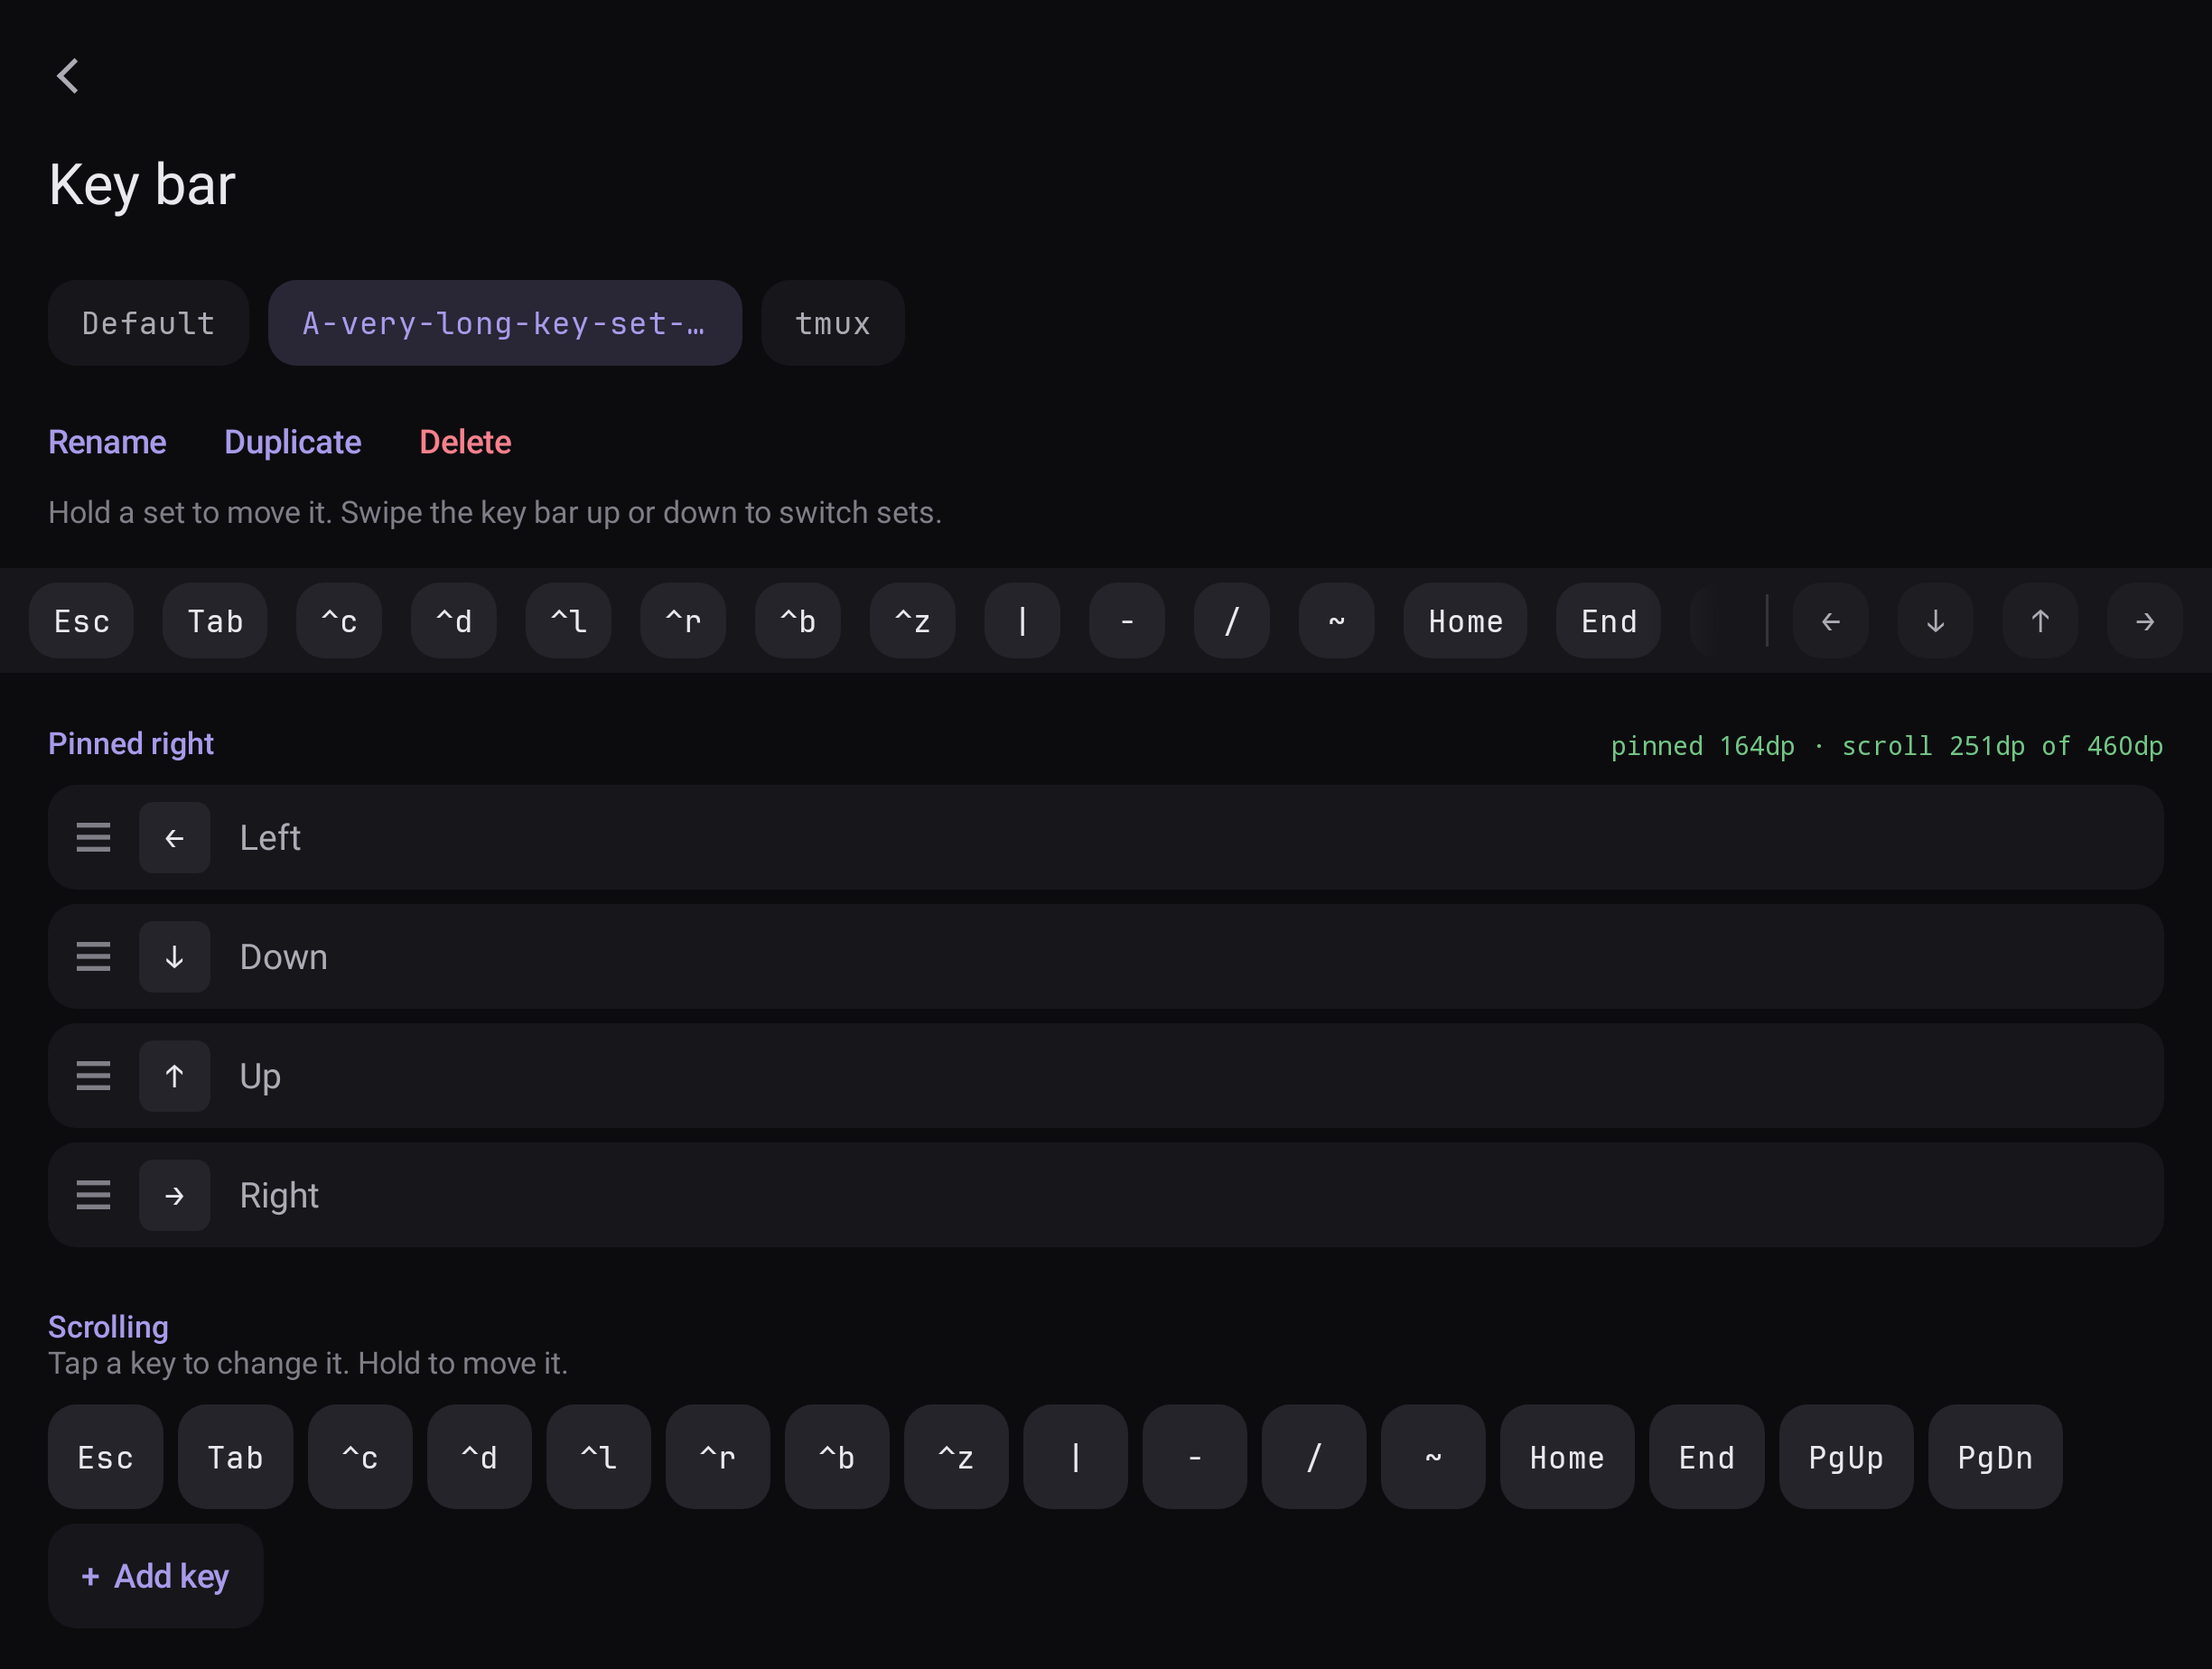 Key bar
Default A-very-long-key-set-… tmux
Rename Duplicate Delete
Hold a set to move it. Swipe the key bar up or down to switch sets.
Esc Tab ^c ^d ^l ^r ^b ^z | - / ~ Home End ← ↓ ↑ →
Pinned right pinned 164dp · scroll 251dp of 460dp
← Left
↓ Down
↑ Up
→ Right
Scrolling
Tap a key to change it. Hold to move it.
Esc Tab ^c ^d ^l ^r ^b ^z | - / ~ Home End PgUp PgDn
+ Add key